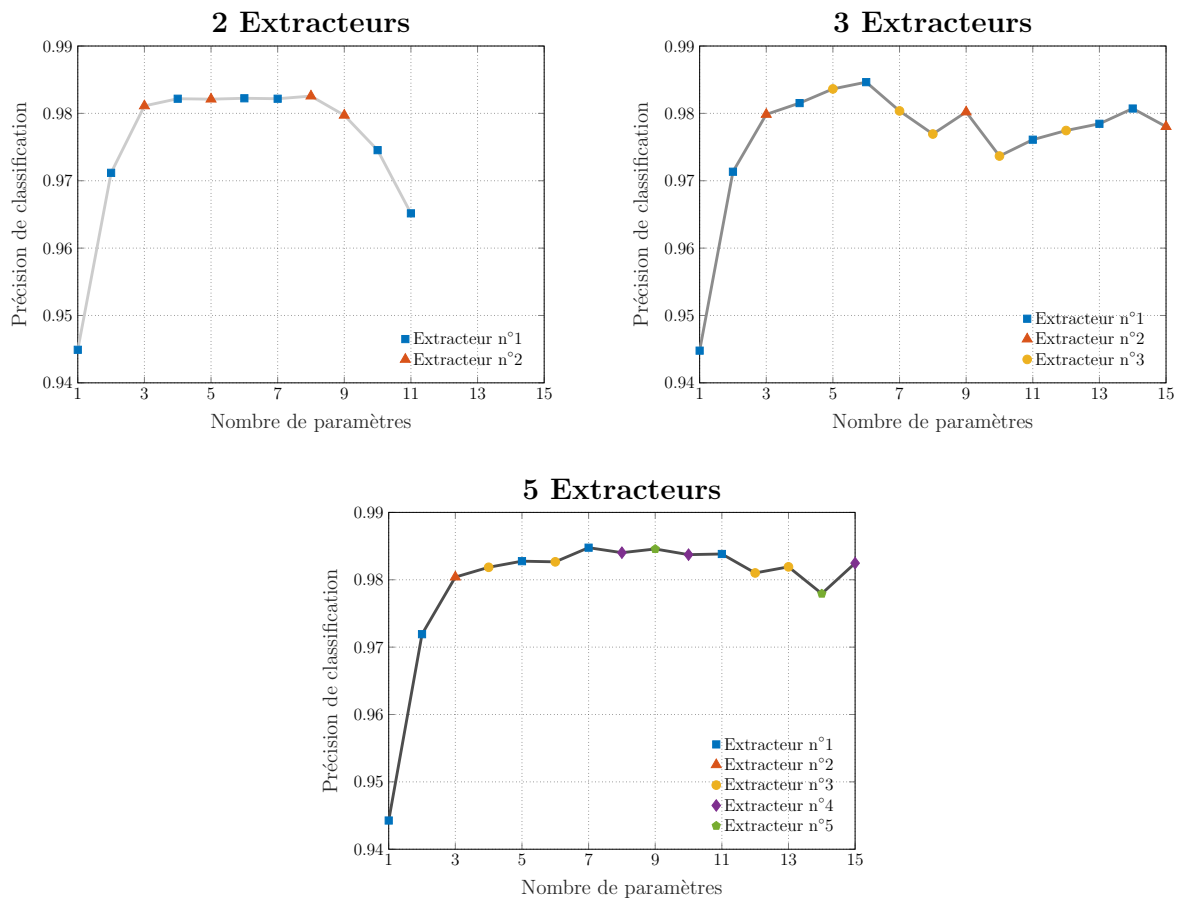 2 Extracteurs
0.99
0.98
0.97
0.96
0.95
0.94
Précision de classification
1 3 5 7 9 11 13 15
Nombre de paramètres
Extracteur n°1
Extracteur n°2
3 Extracteurs
0.99
0.98
0.97
0.96
0.95
0.94
Précision de classification
1 3 5 7 9 11 13 15
Nombre de paramètres
Extracteur n°1
Extracteur n°2
Extracteur n°3
5 Extracteurs
0.99
0.98
0.97
0.96
0.95
0.94
Précision de classification
1 3 5 7 9 11 13 15
Nombre de paramètres
Extracteur n°1
Extracteur n°2
Extracteur n°3
Extracteur n°4
Extracteur n°5